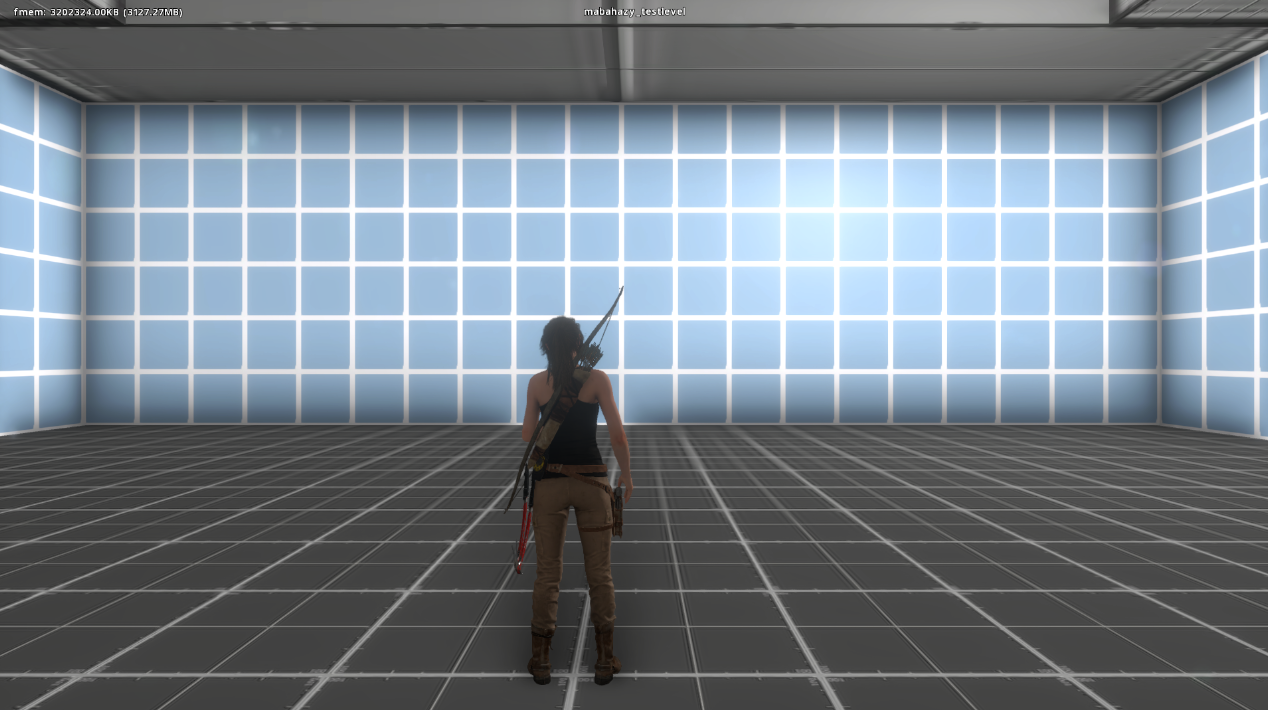 fmem: 3202324.00KB (3127.27MB)
mabahazy_testlevel